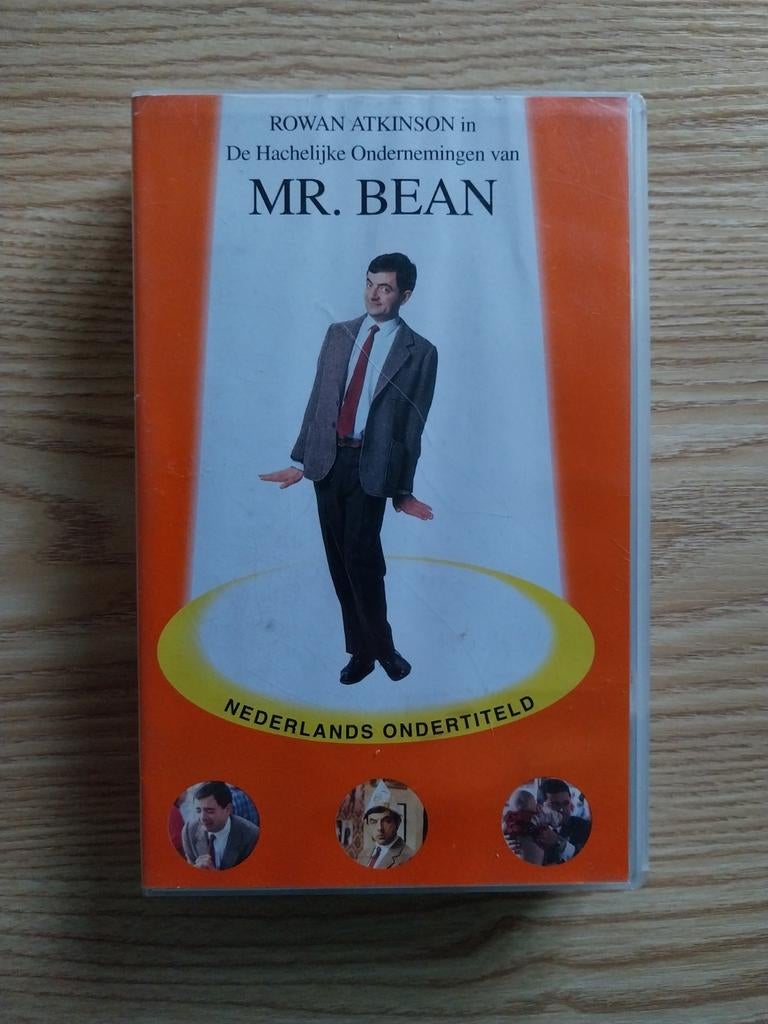 ROWAN ATKINSON in
De Hachelijke Ondernemingen van
MR. BEAN
NEDERLANDS ONDERTITELD